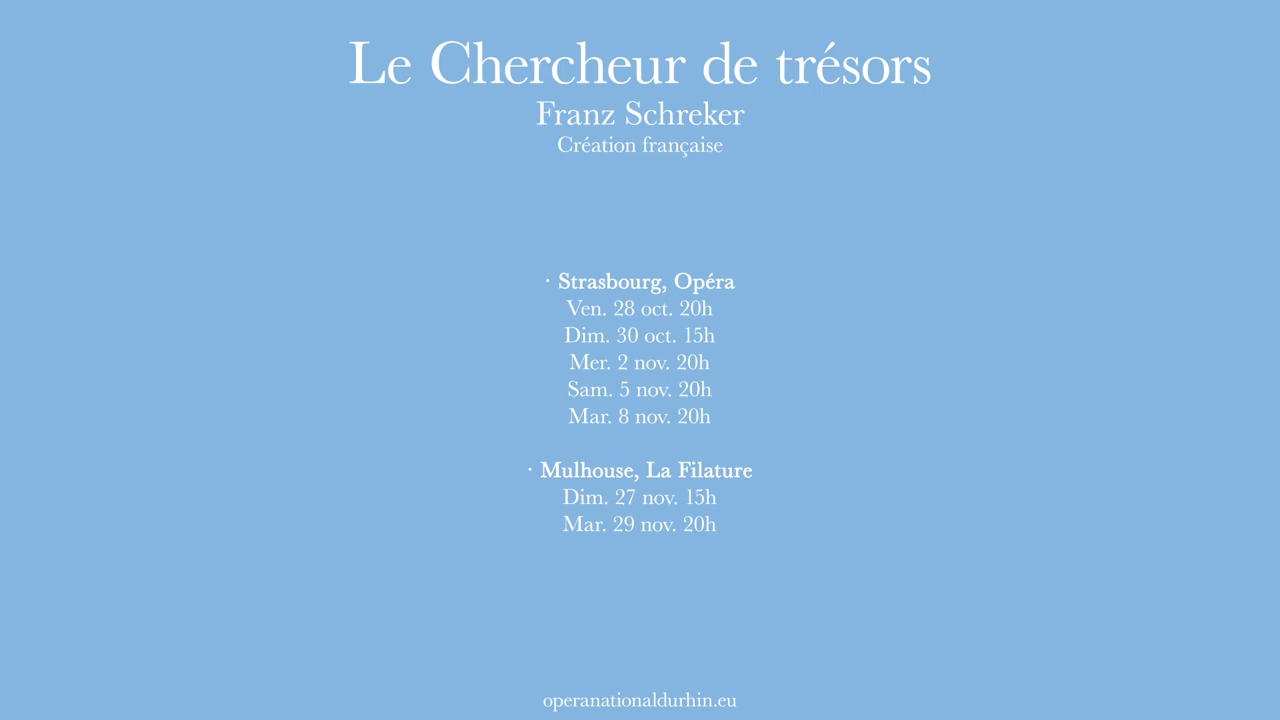 Le Chercheur de trésors
Franz Schreker
Création française
· Strasbourg, Opéra
Ven. 28 oct. 20h
Dim. 30 oct. 15h
Mer. 2 nov. 20h
Sam. 5 nov. 20h
Mar. 8 nov. 20h
· Mulhouse, La Filature
Dim. 27 nov. 15h
Mar. 29 nov. 20h
operanationaldurhin.eu